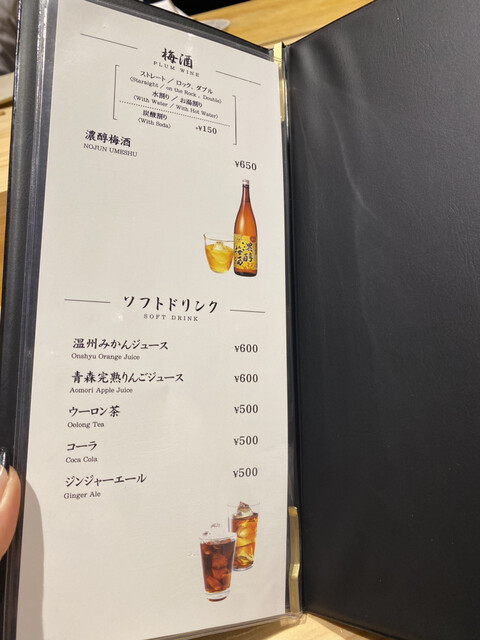 梅酒
PLUM WINE
ストレート／ロック、ダブル
(Staraight / on the Rock 、Double)
水割り／お湯割り
(With Water / With Hot Water)
炭酸割り
(With Soda)
+¥150
濃醇梅酒
NOJUN UMESHU
¥650
濃醇梅酒
ソフトドリンク
SOFT DRINK
温州みかんジュース ¥600
Onshyu Orange Juice
青森完熟りんごジュース ¥600
Aomori Apple Juice
ウーロン茶 ¥500
Oolong Tea
コーラ ¥500
Coca Cola
ジンジャーエール ¥500
Ginger Ale